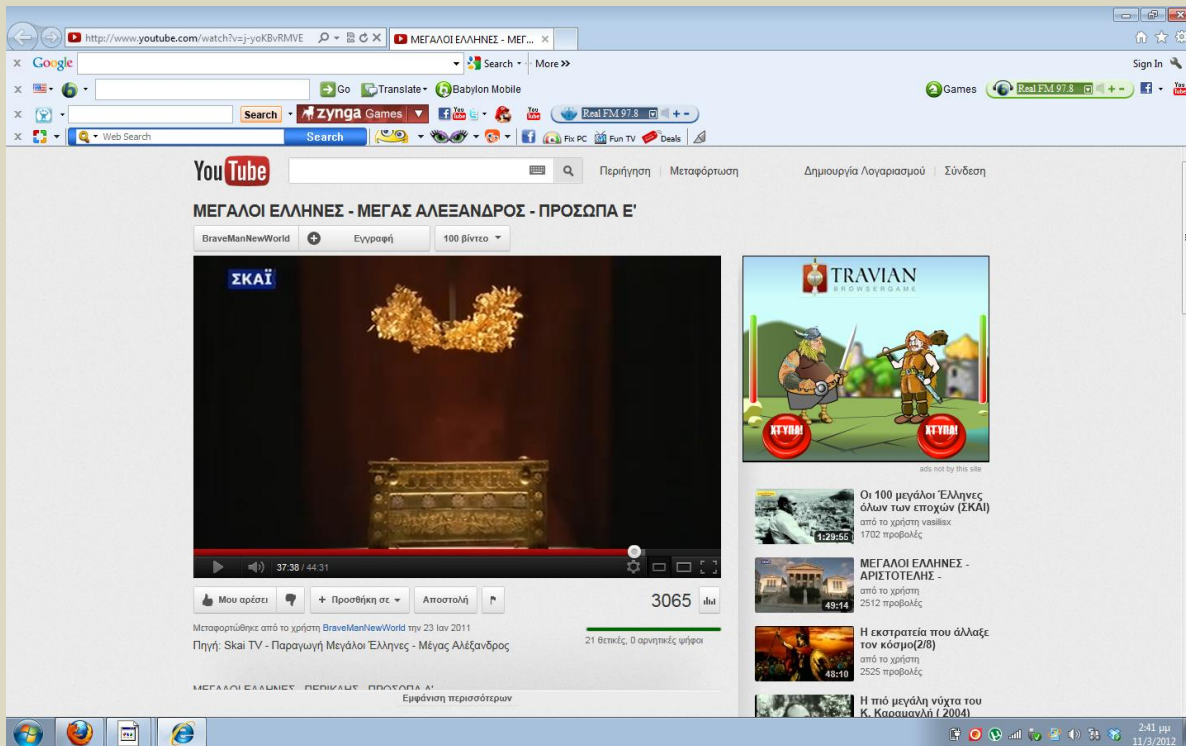 http://www.youtube.com/watch?v=j-yoKBvRMVE
ΜΕΓΑΛΟΙ ΕΛΛΗΝΕΣ - ΜΕΓ...
Google Search More >> Sign In
Go Translate Babylon Mobile Games Real FM 97.8
Search zynga Games Real FM 97.8
Web Search Search Fix PC Fun TV Deals
YouTube Περιήγηση Μεταφόρτωση Δημιουργία Λογαριασμού Σύνδεση
ΜΕΓΑΛΟΙ ΕΛΛΗΝΕΣ - ΜΕΓΑΣ ΑΛΕΞΑΝΔΡΟΣ - ΠΡΟΣΩΠΑ Ε'
BraveManNewWorld Εγγραφή 100 βίντεο
ΣΚΑΪ
37:38 / 44:31
Μου αρέσει + Προσθήκη σε Αποστολή 3065
Μεταφορτώθηκε από το χρήστη BraveManNewWorld την 23 Ιαν 2011
21 θετικές, 0 αρνητικές ψήφοι
Πηγή: Skai TV - Παραγωγή Μεγάλοι Έλληνες - Μέγας Αλέξανδρος
ΜΕΓΑΛΟΙ ΕΛΛΗΝΕΣ - ΠΕΡΙΚΛΗΣ - ΠΡΟΣΩΠΑ Α'
Εμφάνιση περισσότερων
TRAVIAN
BROWSERGAME
ΧΤΥΠΑ! ΧΤΥΠΑ!
ads not by this site
Οι 100 μεγάλοι Έλληνες
όλων των εποχών (ΣΚΑΙ)
από το χρήστη vasilisx
1702 προβολές
1:29:55
ΜΕΓΑΛΟΙ ΕΛΛΗΝΕΣ -
ΑΡΙΣΤΟΤΕΛΗΣ -
από το χρήστη
2512 προβολές
49:14
Η εκστρατεία που άλλαξε
τον κόσμο(2/8)
από το χρήστη
2525 προβολές
48:10
Η πιό μεγάλη νύχτα του
Κ. Καραμανλή ( 2004)
2:41 μμ
11/3/2012